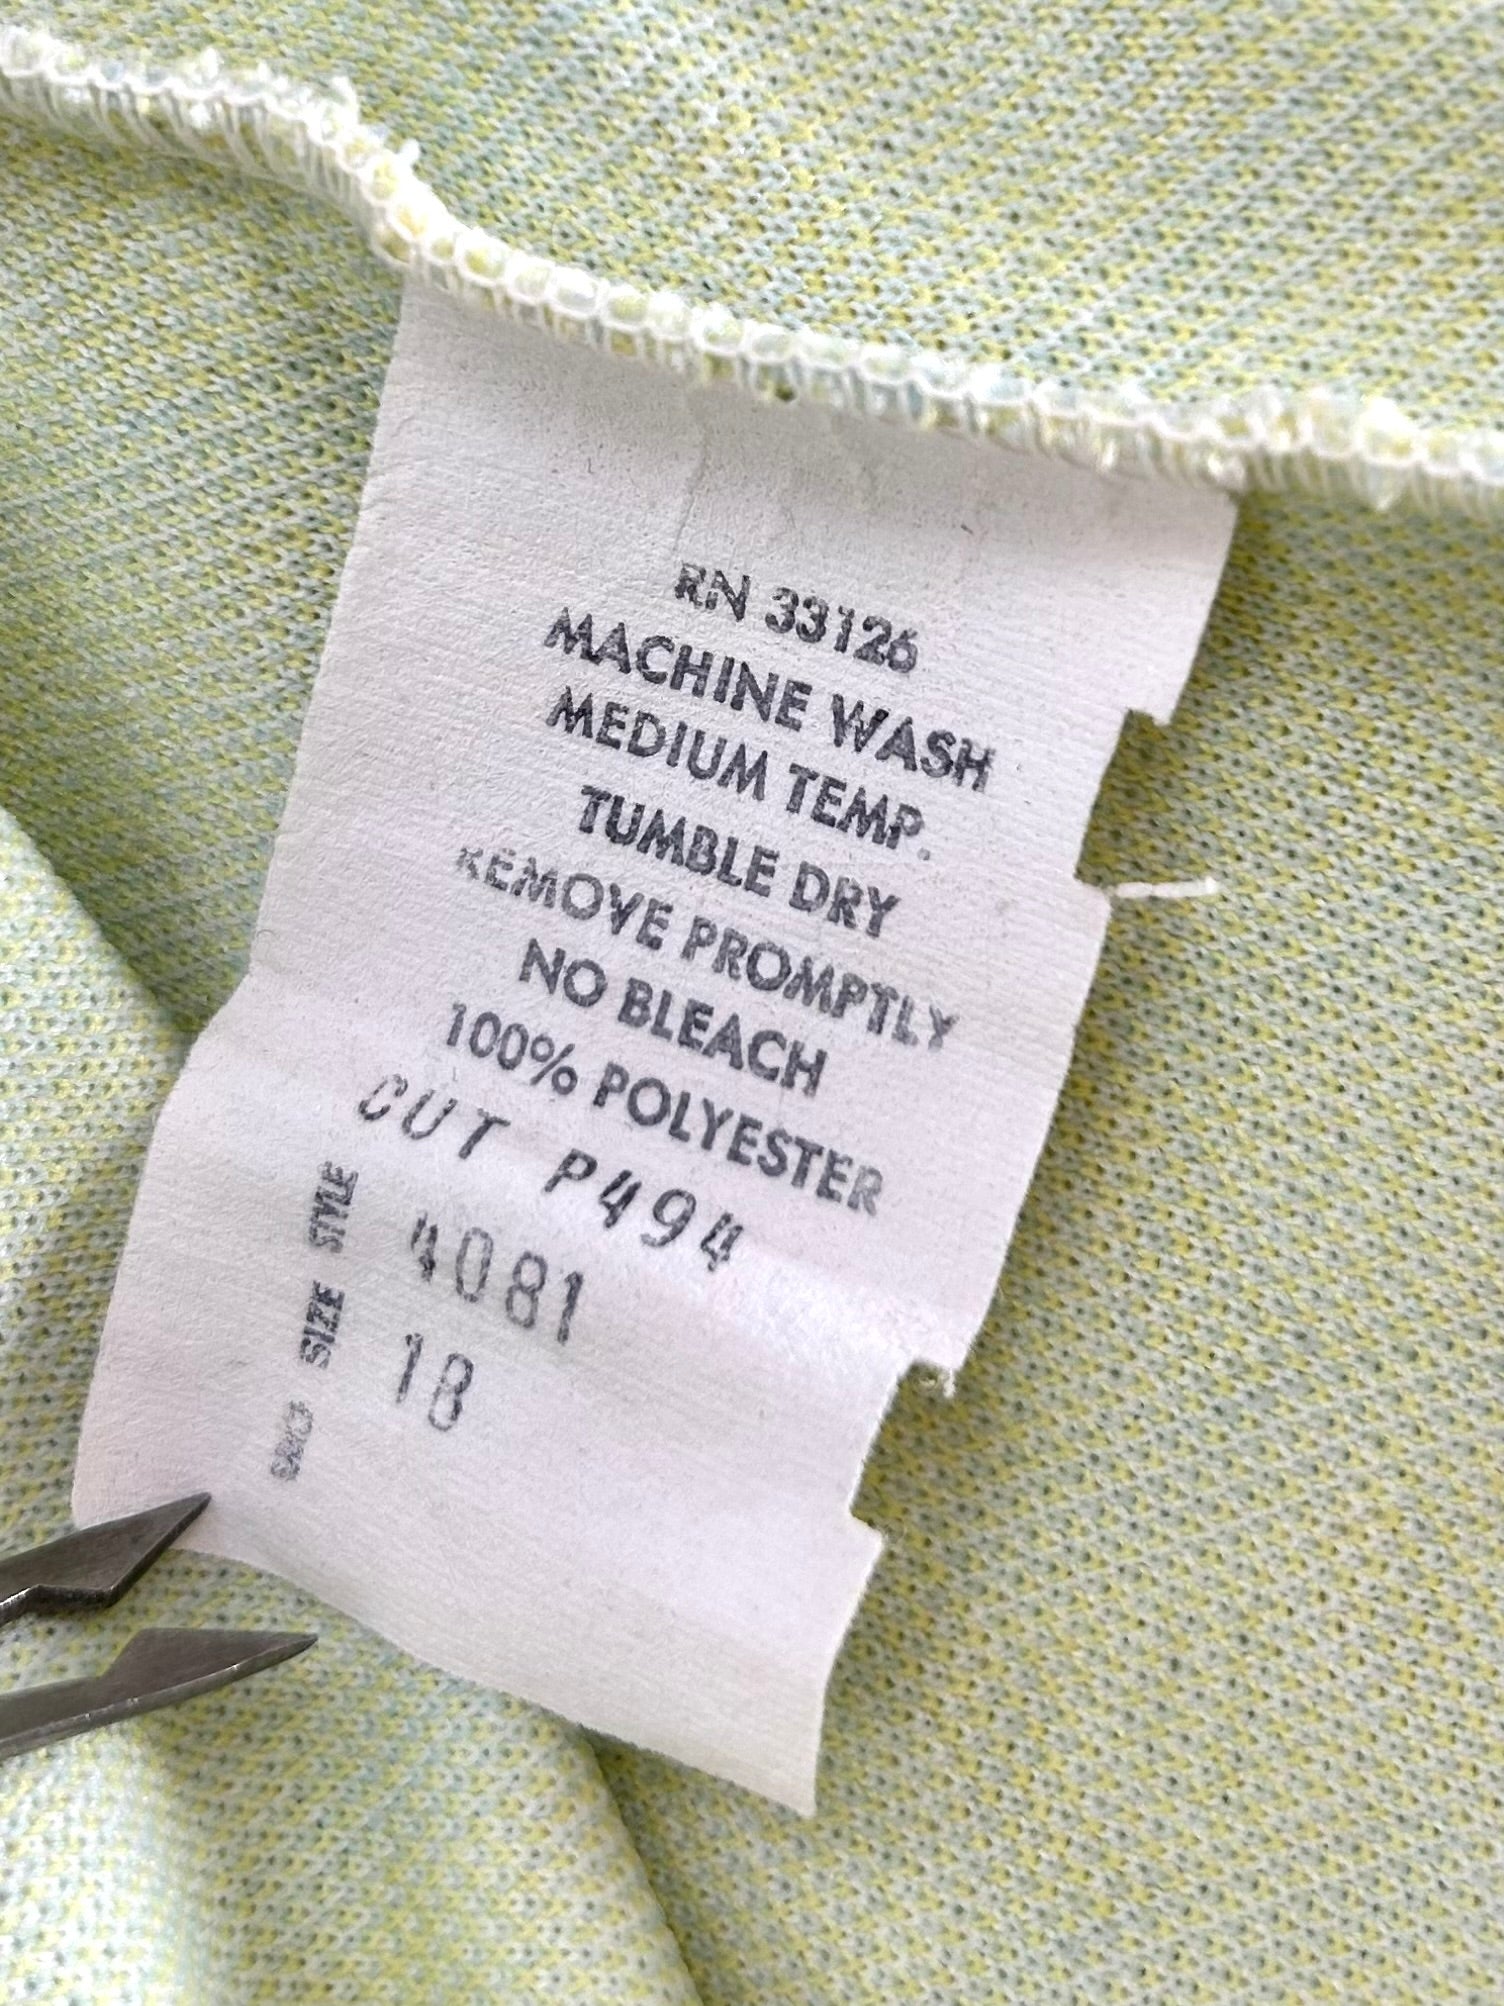 RN 33126
MACHINE WASH
MEDIUM TEMP.
TUMBLE DRY
REMOVE PROMPTLY
NO BLEACH
100% POLYESTER
CUT P494
STYLE 4081
SIZE 18